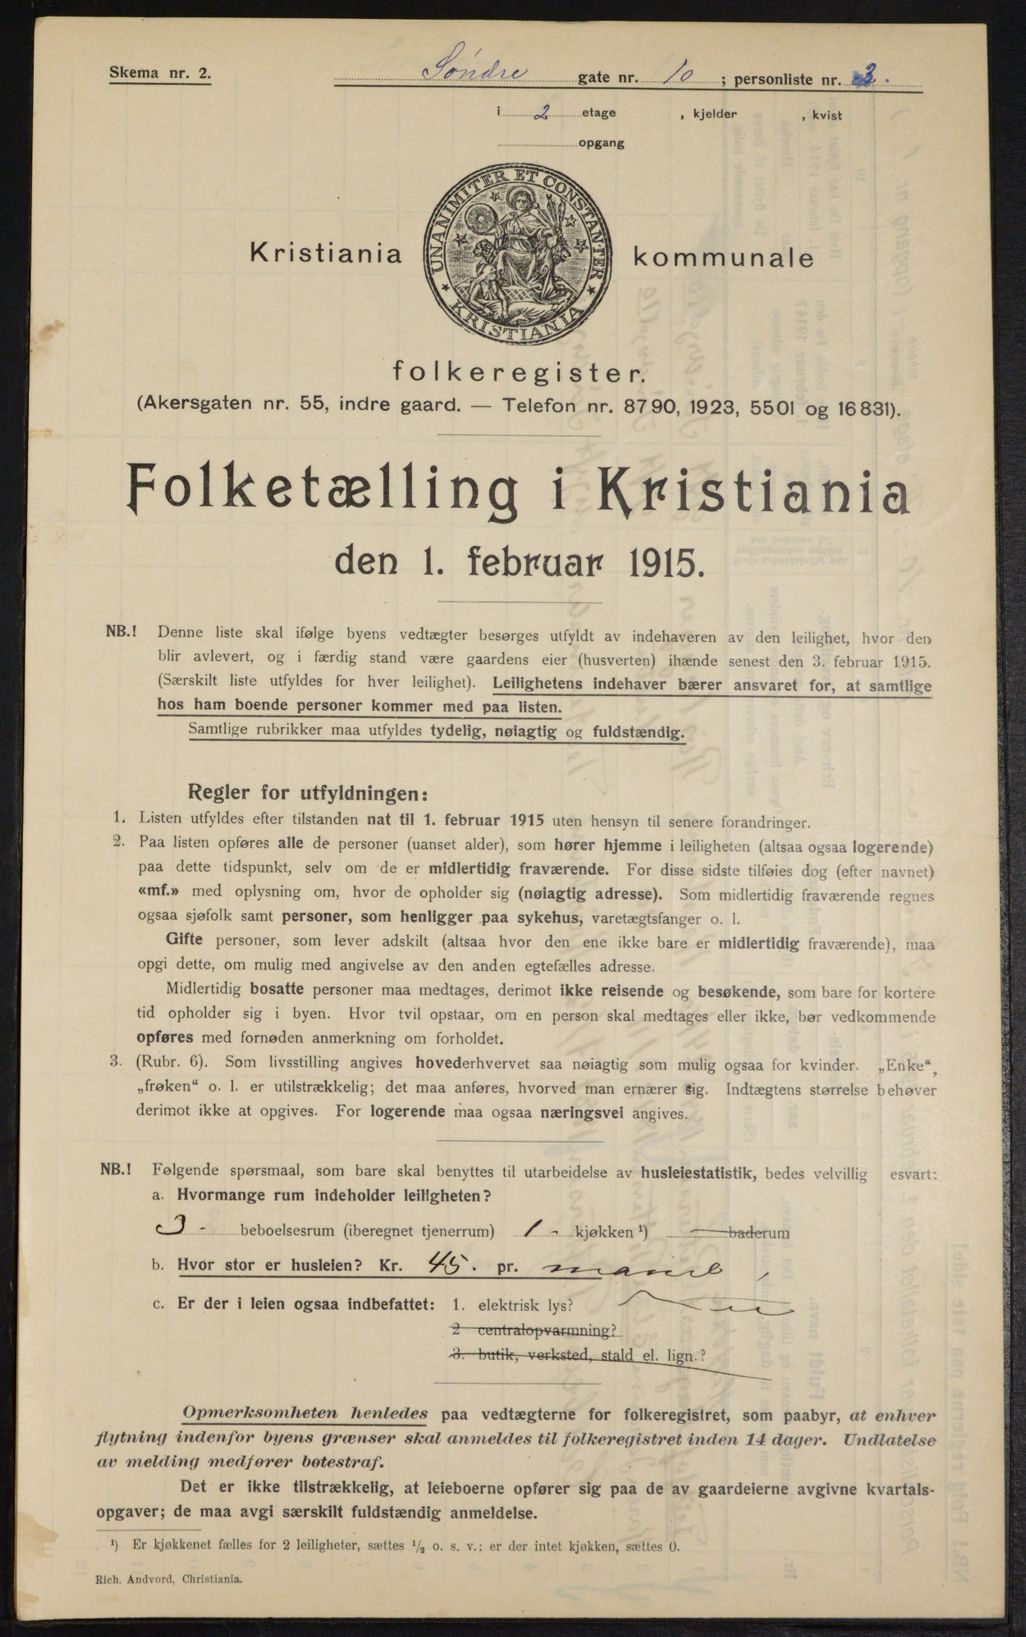 Skema nr. 2.
Söndre gate nr. 10 ; personliste nr. 3.
i 2 etage , kjelder , kvist
opgang
UNANIMITER ET CONSTANTER
KRISTIANIA
Kristiania kommunale
folkeregister.
(Akersgaten nr. 55, indre gaard. — Telefon nr. 8790, 1923, 5501 og 16831).
Folketælling i Kristiania
den 1. februar 1915.
NB.! Denne liste skal ifølge byens vedtægter besørges utfyldt av indehaveren av den leilighet, hvor den
blir avlevert, og i færdig stand være gaardens eier (husverten) ihænde senest den 3. februar 1915.
(Særskilt liste utfyldes for hver leilighet). Leilighetens indehaver bærer ansvaret for, at samtlige
hos ham boende personer kommer med paa listen.
Samtlige rubrikker maa utfyldes tydelig, nøiagtig og fuldstændig.
Regler for utfyldningen:
1. Listen utfyldes efter tilstanden nat til 1. februar 1915 uten hensyn til senere forandringer.
2. Paa listen opføres alle de personer (uanset alder), som hører hjemme i leiligheten (altsaa ogsaa logerende)
paa dette tidspunkt, selv om de er midlertidig fraværende. For disse sidste tilføies dog (efter navnet)
«mf.» med oplysning om, hvor de opholder sig (nøiagtig adresse). Som midlertidig fraværende regnes
ogsaa sjøfolk samt personer, som henligger paa sykehus, varetægtsfanger o. l.
Gifte personer, som lever adskilt (altsaa hvor den ene ikke bare er midlertidig fraværende), maa
opgi dette, om mulig med angivelse av den anden egtefælles adresse.
Midlertidig bosatte personer maa medtages, derimot ikke reisende og besøkende, som bare for kortere
tid opholder sig i byen. Hvor tvil opstaar, om en person skal medtages eller ikke, bør vedkommende
opføres med fornøden anmerkning om forholdet.
3. (Rubr. 6). Som livsstilling angives hovederhvervet saa nøiagtig som mulig ogsaa for kvinder. „Enke“,
„frøken“ o. l. er utilstrækkelig; det maa anføres, hvorved man ernærer sig. Indtægtens størrelse behøver
derimot ikke at opgives. For logerende maa ogsaa næringsvei angives.
NB.! Følgende spørsmaal, som bare skal benyttes til utarbeidelse av husleiestatistik, bedes velvillig esvart:
a. Hvormange rum indeholder leiligheten?
3 - beboelsesrum (iberegnet tjenerrum) 1 - kjøkken ¹) — baderum
b. Hvor stor er husleien? Kr. 45. pr. maaned,
c. Er der i leien ogsaa indbefattet: 1. elektrisk lys? Nei
2 centralopvarmning?
3. butik, verksted, stald el. lign.?
Opmerksomheten henledes paa vedtægterne for folkeregistret, som paabyr, at enhver
flytning indenfor byens grænser skal anmeldes til folkeregistret inden 14 dager. Undlatelse
av melding medfører bøtestraf.
Det er ikke tilstrækkelig, at leieboerne opfører sig paa de av gaardeierne avgivne kvartals-
opgaver; de maa avgi særskilt fuldstændig anmeldelse.
¹) Er kjøkkenet fælles for 2 leiligheter, sættes ½ o. s. v.; er der intet kjøkken, sættes 0.
Rich. Andvord, Christiania.